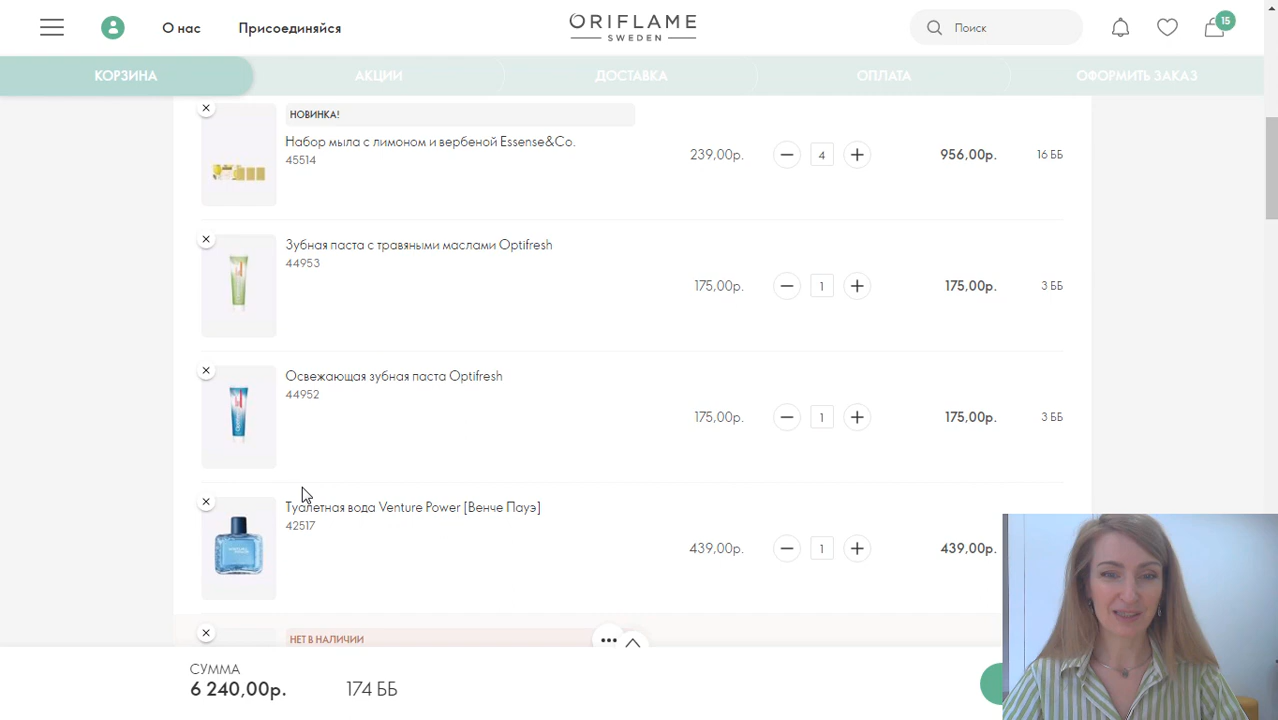 О нас
Присоединяйся
ORIFLAME
SWEDEN
Поиск
15
КОРЗИНА
АКЦИИ
ДОСТАВКА
ОПЛАТА
ОФОРМИТЬ ЗАКАЗ
НОВИНКА!
Набор мыла с лимоном и вербеной Essense&Co.
45514
239,00р.
4
956,00р.
16 ББ
Зубная паста с травяными маслами Optifresh
44953
175,00р.
1
175,00р.
3 ББ
Освежающая зубная паста Optifresh
44952
175,00р.
1
175,00р.
3 ББ
Туалетная вода Venture Power [Венче Пауэ]
42517
439,00р.
1
439,00р.
НЕТ В НАЛИЧИИ
СУММА
6 240,00р.
174 ББ